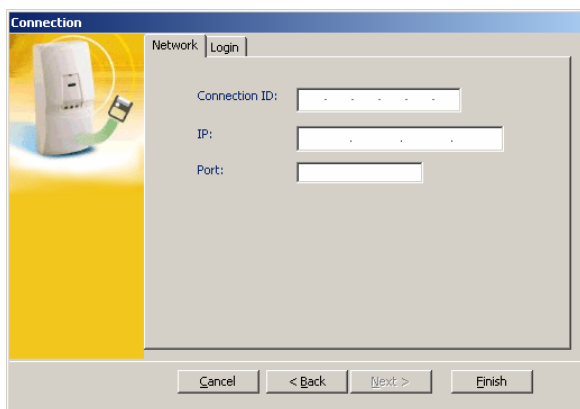 Connection
Network Login
Connection ID: - - - - -
IP: . . .
Port:
Cancel < Back Next > Finish